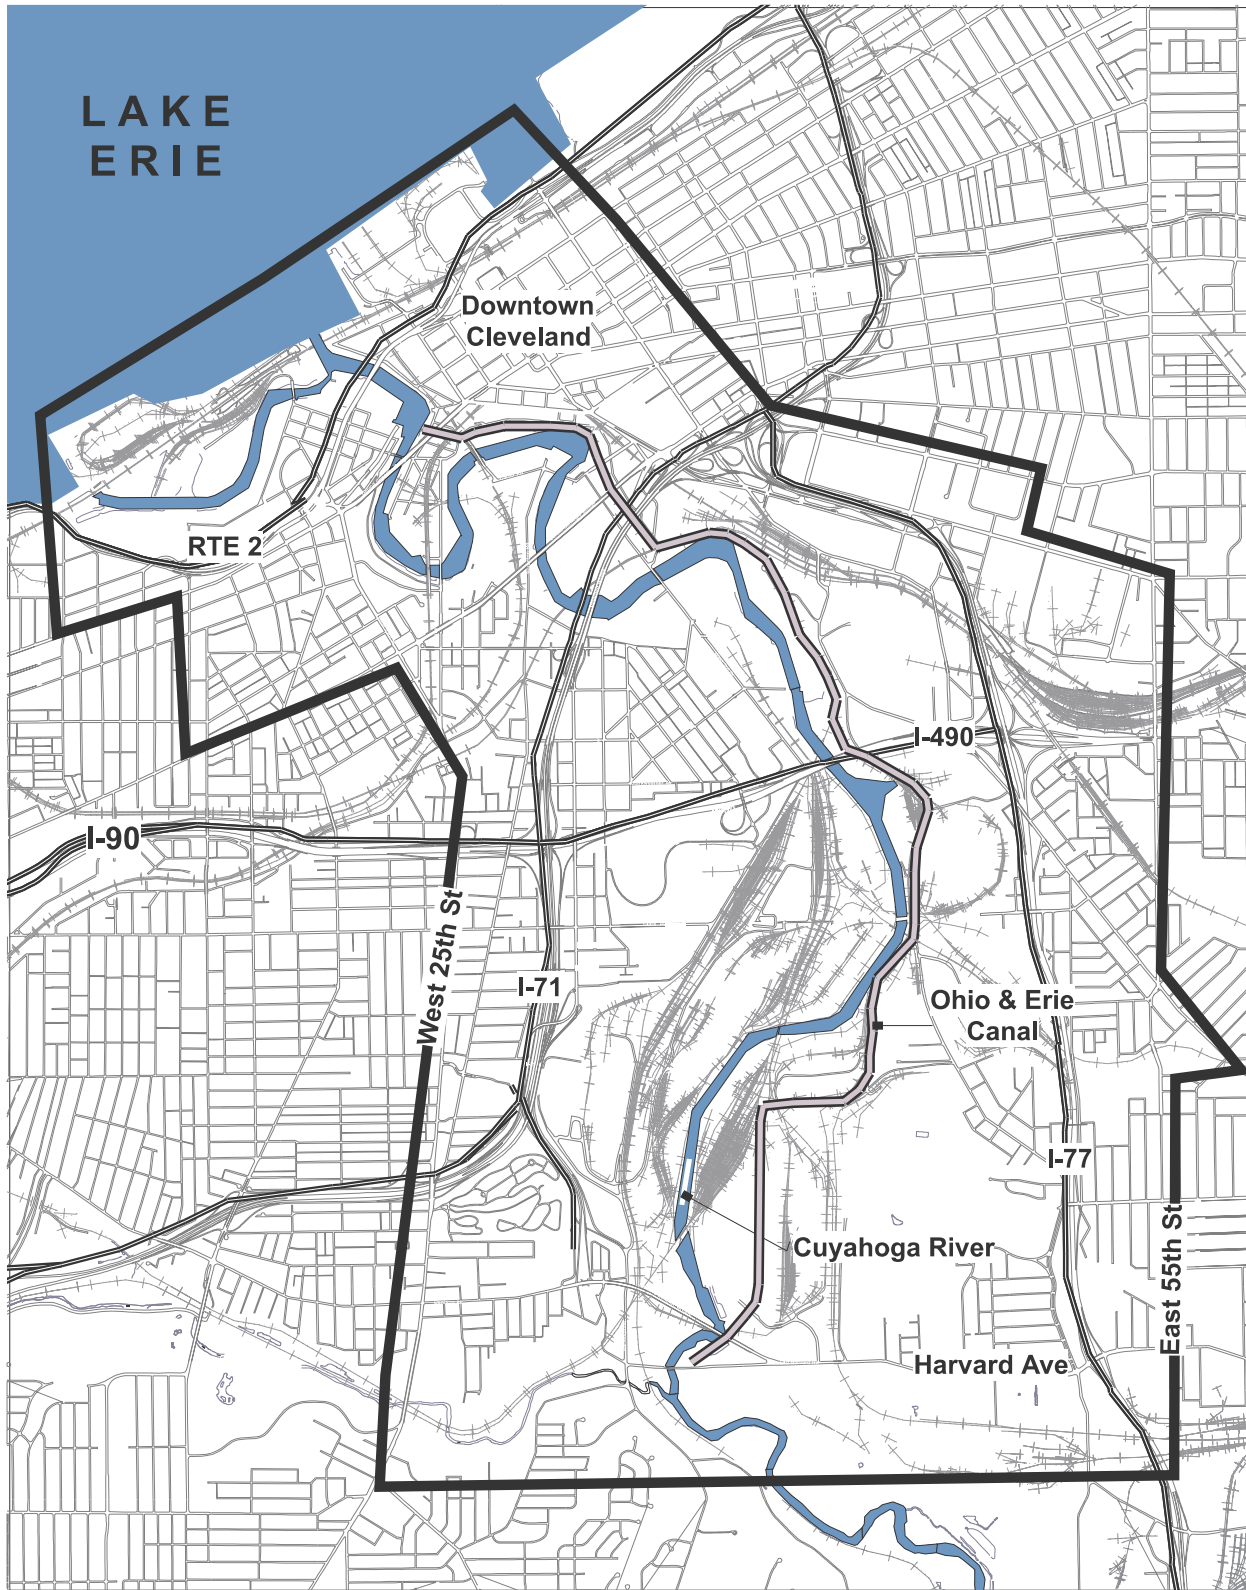 LAKE
ERIE
Downtown
Cleveland
RTE 2
I-490
I-90
West 25th St
I-71
Ohio & Erie
Canal
I-77
Cuyahoga River
East 55th St
Harvard Ave